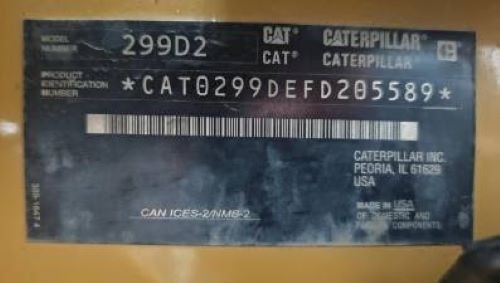 MODEL NUMBER 299D2 CAT® CATERPILLAR® C
CAT® CATERPILLAR
PRODUCT IDENTIFICATION NUMBER *CAT0299DEFD205589*
CATERPILLAR INC.
PEORIA, IL 61629
USA
CAN ICES-2/NMB-2
MADE IN USA
OF DOMESTIC AND
FOREIGN COMPONENTS